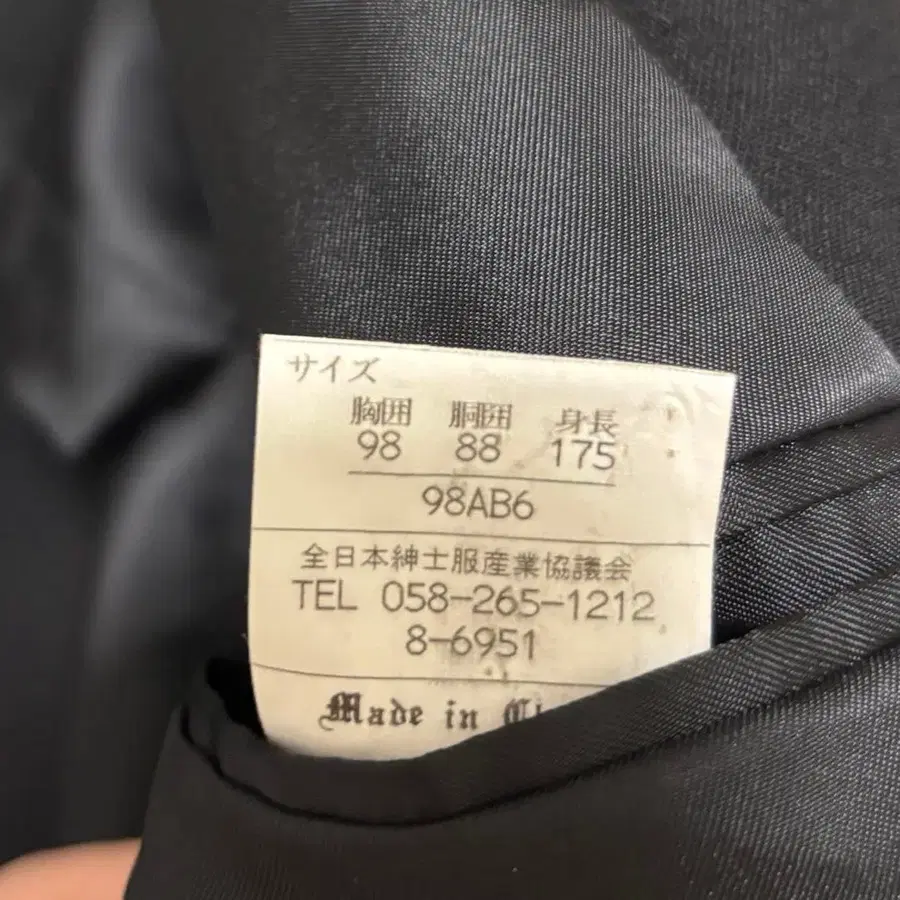 サイズ
胸囲 胴囲 身長
98 88 175
98AB6
全日本紳士服産業協議会
TEL 058-265-1212
8-6951
Made in